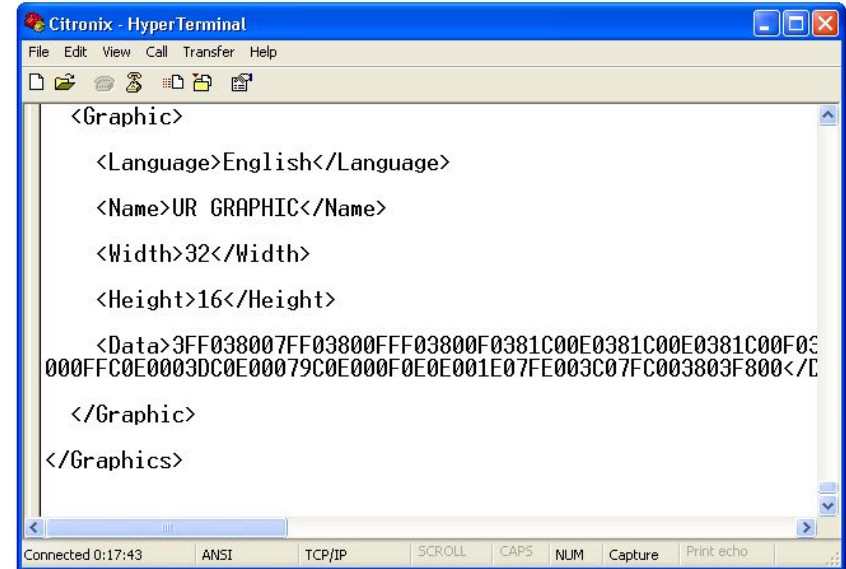 Citronix - HyperTerminal
File Edit View Call Transfer Help
<Graphic>
<Language>English</Language>
<Name>UR GRAPHIC</Name>
<Width>32</Width>
<Height>16</Height>
<Data>3FF038007FF03800FFF03800F0381C00E0381C00E0381C00F03
000FFC0E0003DC0E00079C0E000F0E0E001E07FE003C07FC003803F800</D
</Graphic>
</Graphics>
Connected 0:17:43 ANSI TCP/IP SCROLL CAPS NUM Capture Print echo